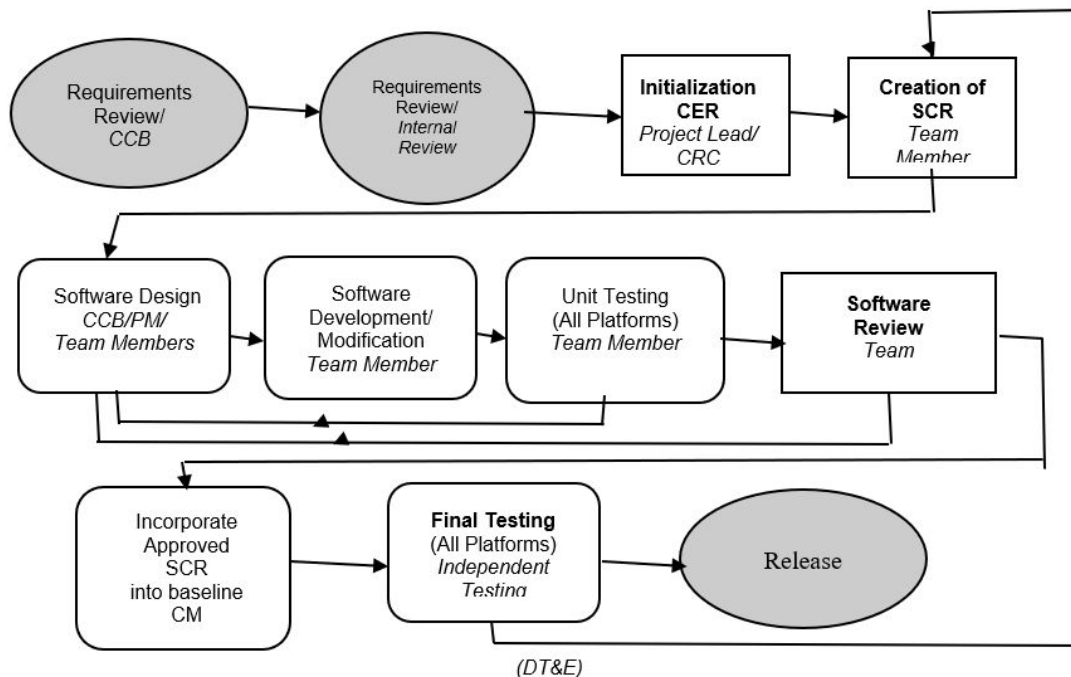 Requirements
Review/
CCB
Requirements
Review/
Internal
Review
Initialization
CER
Project Lead/
CRC
Creation of
SCR
Team
Member
Software Design
CCB/PM/
Team Members
Software
Development/
Modification
Team Member
Unit Testing
(All Platforms)
Team Member
Software
Review
Team
Incorporate
Approved
SCR
into baseline
CM
Final Testing
(All Platforms)
Independent
Testing
Release
(DT&E)